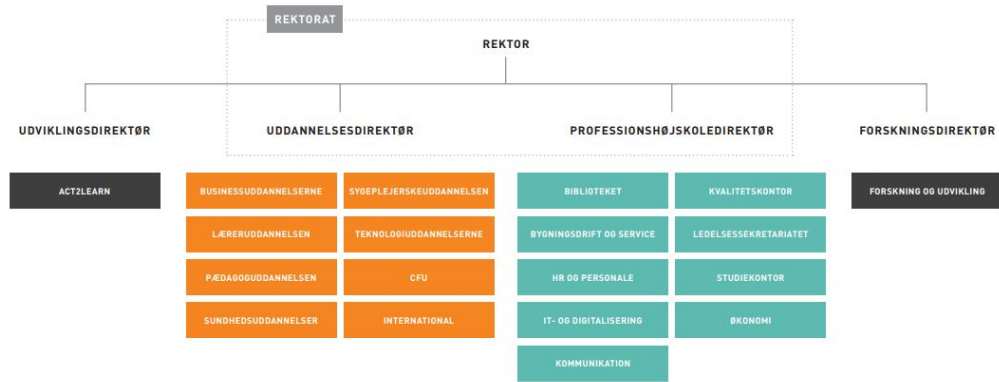 REKTORAT
REKTOR
UDVIKLINGSDIREKTØR
UDDANNELSESDIREKTØR
PROFESSIONSHØJSKOLEDIREKTØR
FORSKNINGSDIREKTØR
ACT2LEARN
BUSINESSUDDANNELSERNE
SYGEPLEJERSKEUDDANNELSEN
BIBLIOTEKET
KVALITETSKONTOR
FORSKNING OG UDVIKLING
LÆRERUDDANNELSEN
TEKNOLOGIUDDANNELSERNE
BYGNINGSDRIFT OG SERVICE
LEDELSESSEKRETARIATET
PÆDAGOGUDDANNELSEN
CFU
HR OG PERSONALE
STUDIEKONTOR
SUNDHEDSUDDANNELSER
INTERNATIONAL
IT- OG DIGITALISERING
ØKONOMI
KOMMUNIKATION